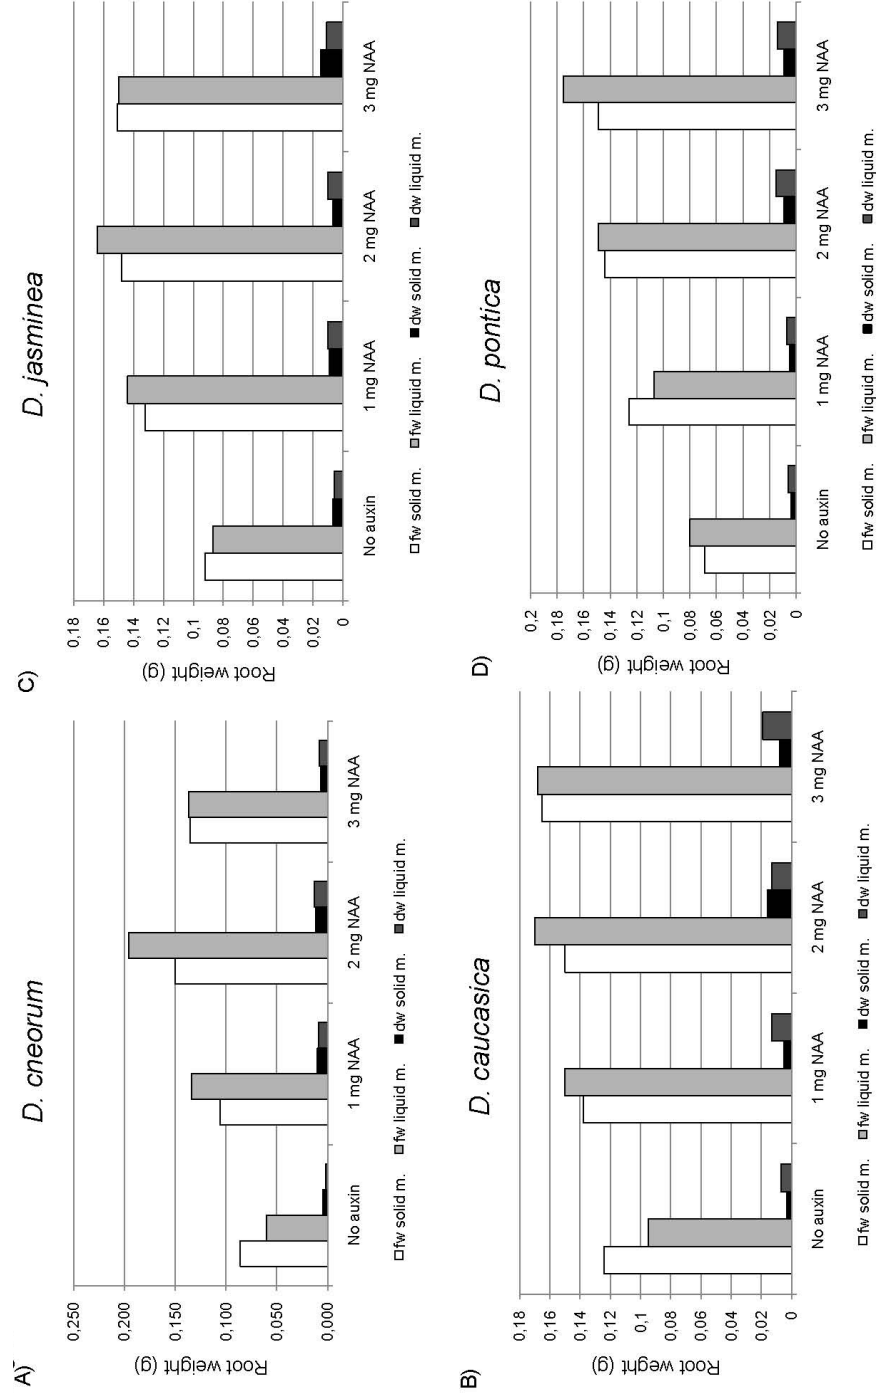 A)
D. cneorum
Root weight (g)
0,250
0,200
0,150
0,100
0,050
0,000
No auxin 1 mg NAA 2 mg NAA 3 mg NAA
fw solid m. fw liquid m. dw solid m. dw liquid m.
B)
D. caucasica
Root weight (g)
0,18
0,16
0,14
0,12
0,1
0,08
0,06
0,04
0,02
0
No auxin 1 mg NAA 2 mg NAA 3 mg NAA
fw solid m. fw liquid m. dw solid m. dw liquid m.
C)
D. jasminea
Root weight (g)
0,18
0,16
0,14
0,12
0,1
0,08
0,06
0,04
0,02
0
No auxin 1 mg NAA 2 mg NAA 3 mg NAA
fw solid m. fw liquid m. dw solid m. dw liquid m.
D)
D. pontica
Root weight (g)
0,2
0,18
0,16
0,14
0,12
0,1
0,08
0,06
0,04
0,02
0
No auxin 1 mg NAA 2 mg NAA 3 mg NAA
fw solid m. fw liquid m. dw solid m. dw liquid m.